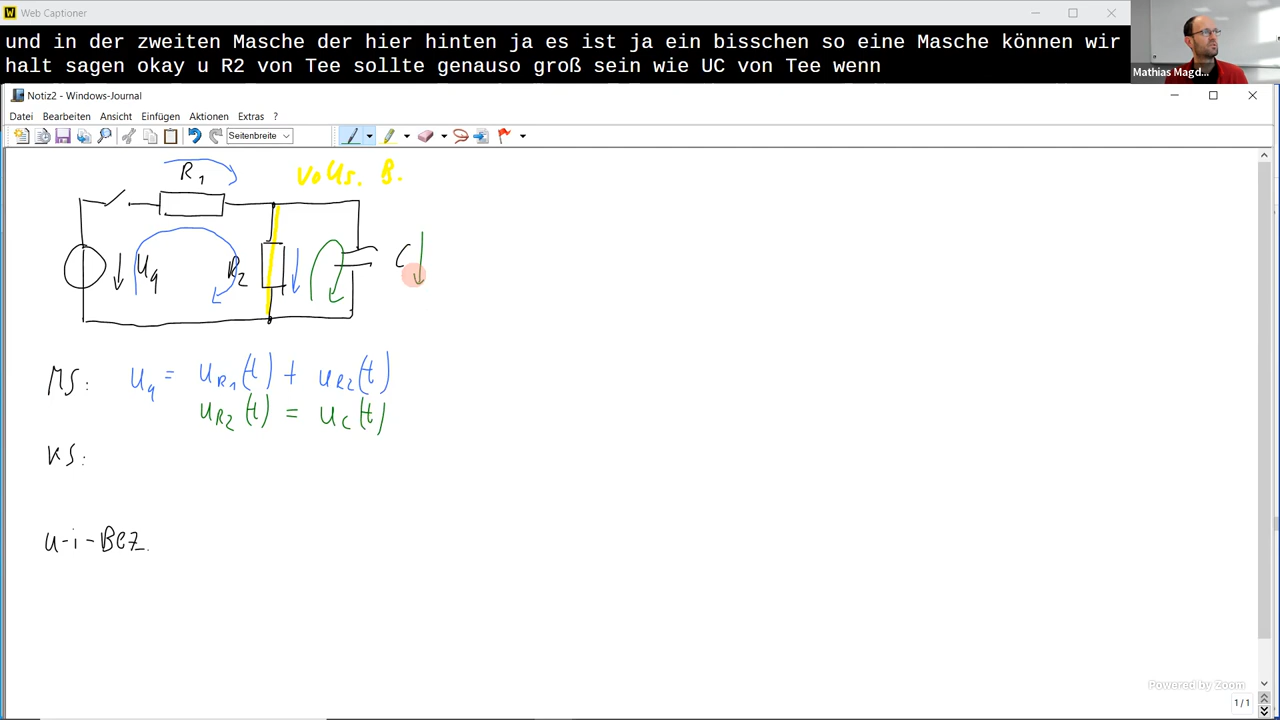 Web Captioner
und in der zweiten Masche der hier hinten ja es ist ja ein bisschen so eine Masche können wir
halt sagen okay u R2 von Tee sollte genauso groß sein wie UC von Tee wenn
Mathias Magd...
Notiz2 - Windows-Journal
Datei Bearbeiten Ansicht Einfügen Aktionen Extras ?
Seitenbreite
R1
Volls. B.
Uq
R2
C
MS: Uq = uR1(t) + uR2(t)
uR2(t) = uC(t)
KS:
u-i-Bez.
Powered by Zoom
1/1